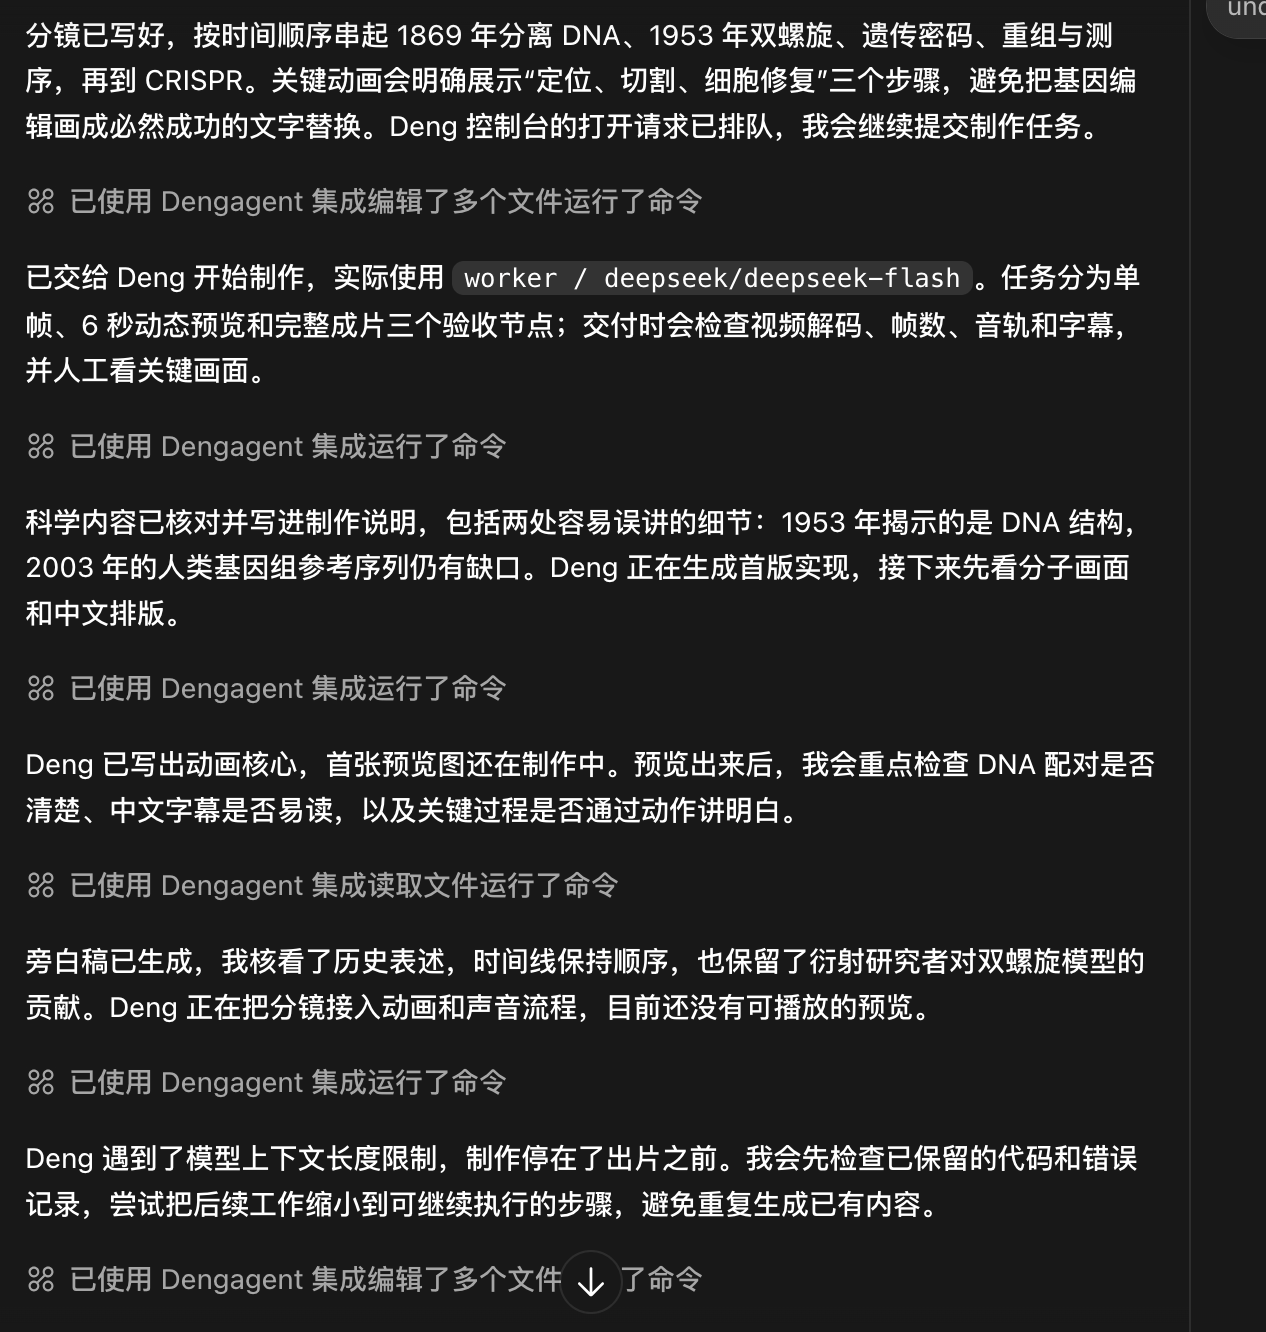 unc
分镜已写好，按时间顺序串起 1869 年分离 DNA、1953 年双螺旋、遗传密码、重组与测
序，再到 CRISPR。关键动画会明确展示“定位、切割、细胞修复”三个步骤，避免把基因编
辑画成必然成功的文字替换。Deng 控制台的打开请求已排队，我会继续提交制作任务。
已使用 Dengagent 集成编辑了多个文件运行了命令
已交给 Deng 开始制作，实际使用 worker / deepseek/deepseek-flash。任务分为单
帧、6 秒动态预览和完整成片三个验收节点；交付时会检查视频解码、帧数、音轨和字幕，
并人工看关键画面。
已使用 Dengagent 集成运行了命令
科学内容已核对并写进制作说明，包括两处容易误讲的细节：1953 年揭示的是 DNA 结构，
2003 年的人类基因组参考序列仍有缺口。Deng 正在生成首版实现，接下来先看分子画面
和中文排版。
已使用 Dengagent 集成运行了命令
Deng 已写出动画核心，首张预览图还在制作中。预览出来后，我会重点检查 DNA 配对是否
清楚、中文字幕是否易读，以及关键过程是否通过动作讲明白。
已使用 Dengagent 集成读取文件运行了命令
旁白稿已生成，我核看了历史表述，时间线保持顺序，也保留了衍射研究者对双螺旋模型的
贡献。Deng 正在把分镜接入动画和声音流程，目前还没有可播放的预览。
已使用 Dengagent 集成运行了命令
Deng 遇到了模型上下文长度限制，制作停在了出片之前。我会先检查已保留的代码和错误
记录，尝试把后续工作缩小到可继续执行的步骤，避免重复生成已有内容。
已使用 Dengagent 集成编辑了多个文件 了命令